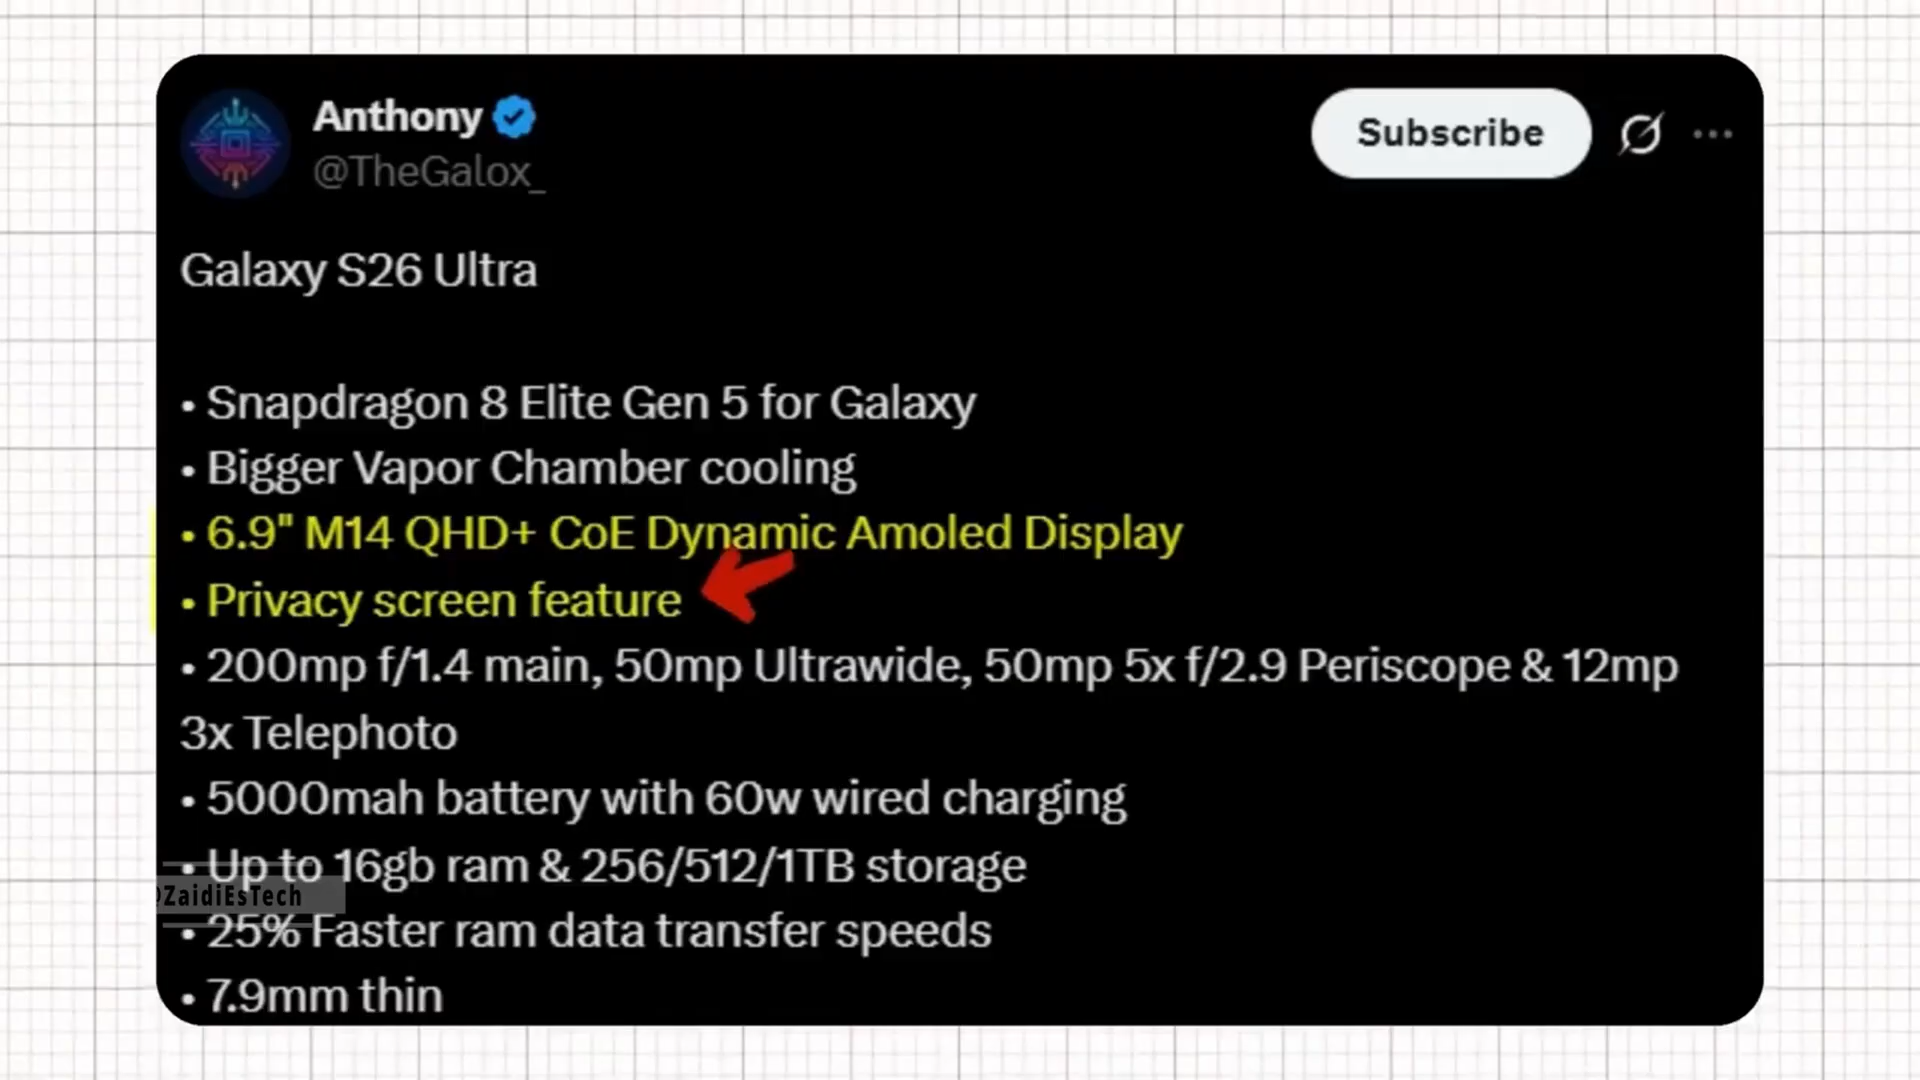 Anthony
@TheGalox_
Subscribe
Galaxy S26 Ultra
• Snapdragon 8 Elite Gen 5 for Galaxy
• Bigger Vapor Chamber cooling
• 6.9" M14 QHD+ CoE Dynamic Amoled Display
• Privacy screen feature
• 200mp f/1.4 main, 50mp Ultrawide, 50mp 5x f/2.9 Periscope & 12mp
3x Telephoto
• 5000mah battery with 60w wired charging
• Up to 16gb ram & 256/512/1TB storage
@ZaidiEsTech
• 25% Faster ram data transfer speeds
• 7.9mm thin